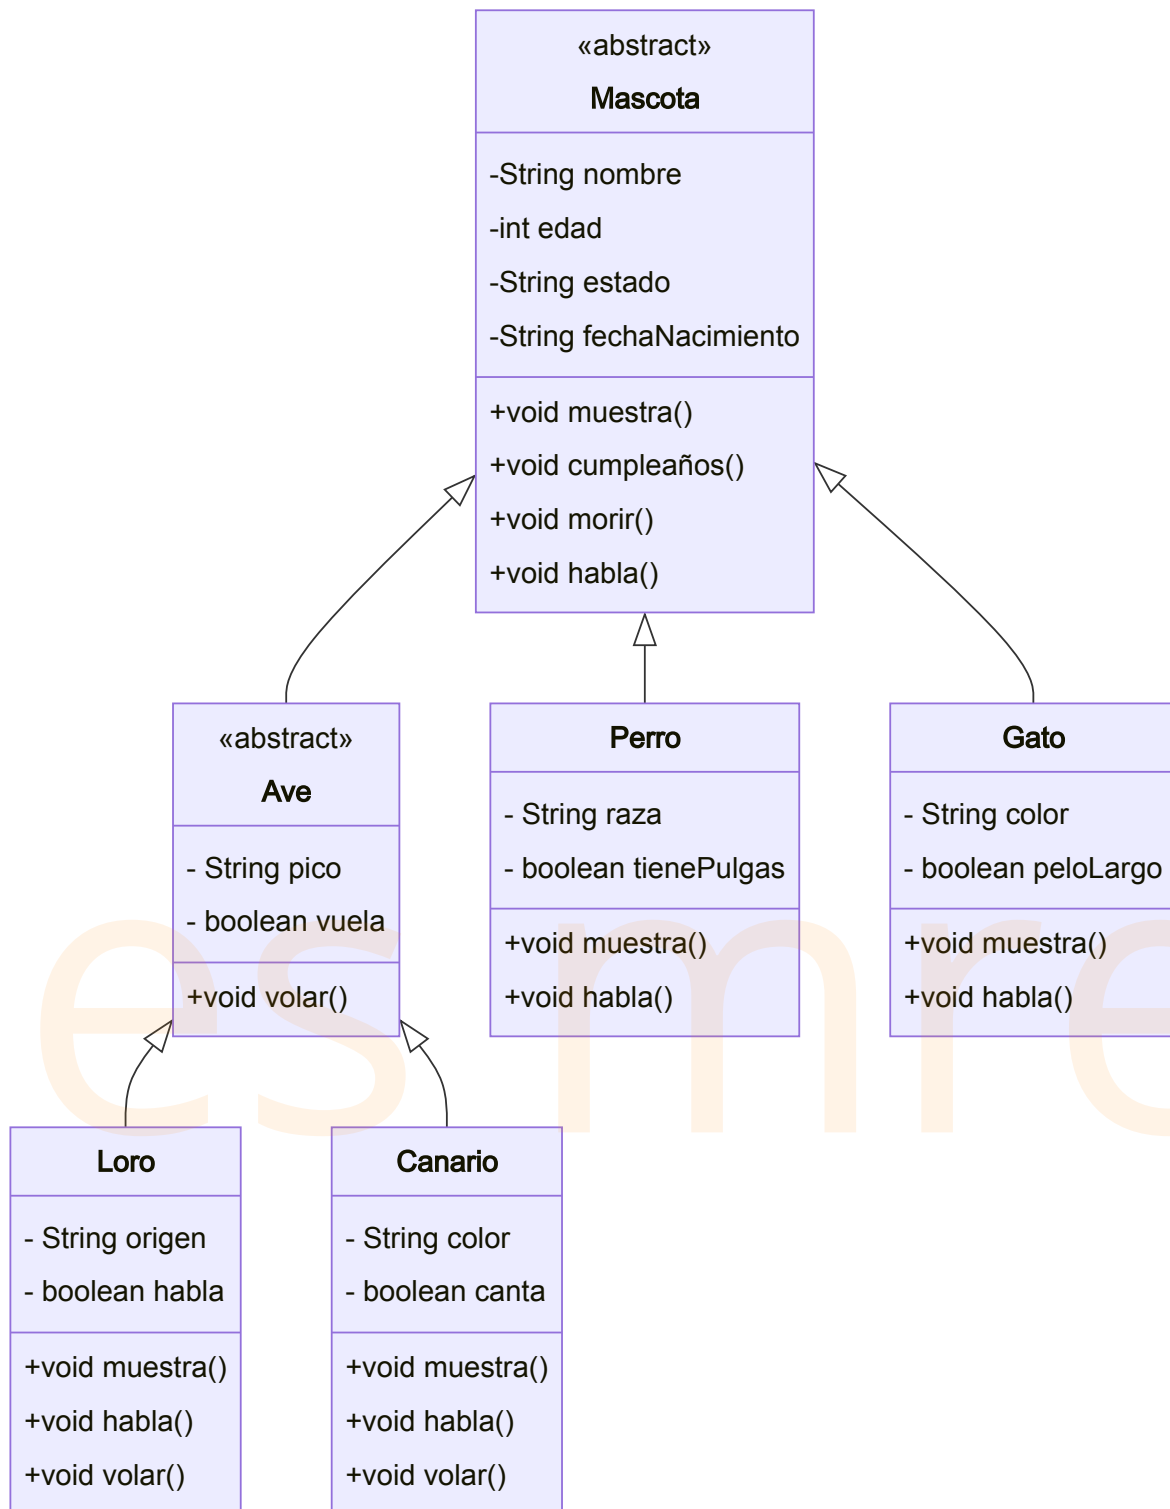 «abstract»
Mascota
-String nombre
-int edad
-String estado
-String fechaNacimiento
+void muestra()
+void cumpleaños()
+void morir()
+void habla()
«abstract»
Ave
- String pico
- boolean vuela
+void volar()
Perro
- String raza
- boolean tienePulgas
+void muestra()
+void habla()
Gato
- String color
- boolean peloLargo
+void muestra()
+void habla()
Loro
- String origen
- boolean habla
+void muestra()
+void habla()
+void volar()
Canario
- String color
- boolean canta
+void muestra()
+void habla()
+void volar()
es mre